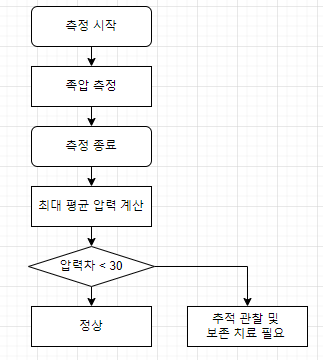 측정 시작
족압 측정
측정 종료
최대 평균 압력 계산
압력차 < 30
정상
추적 관찰 및
보존 치료 필요